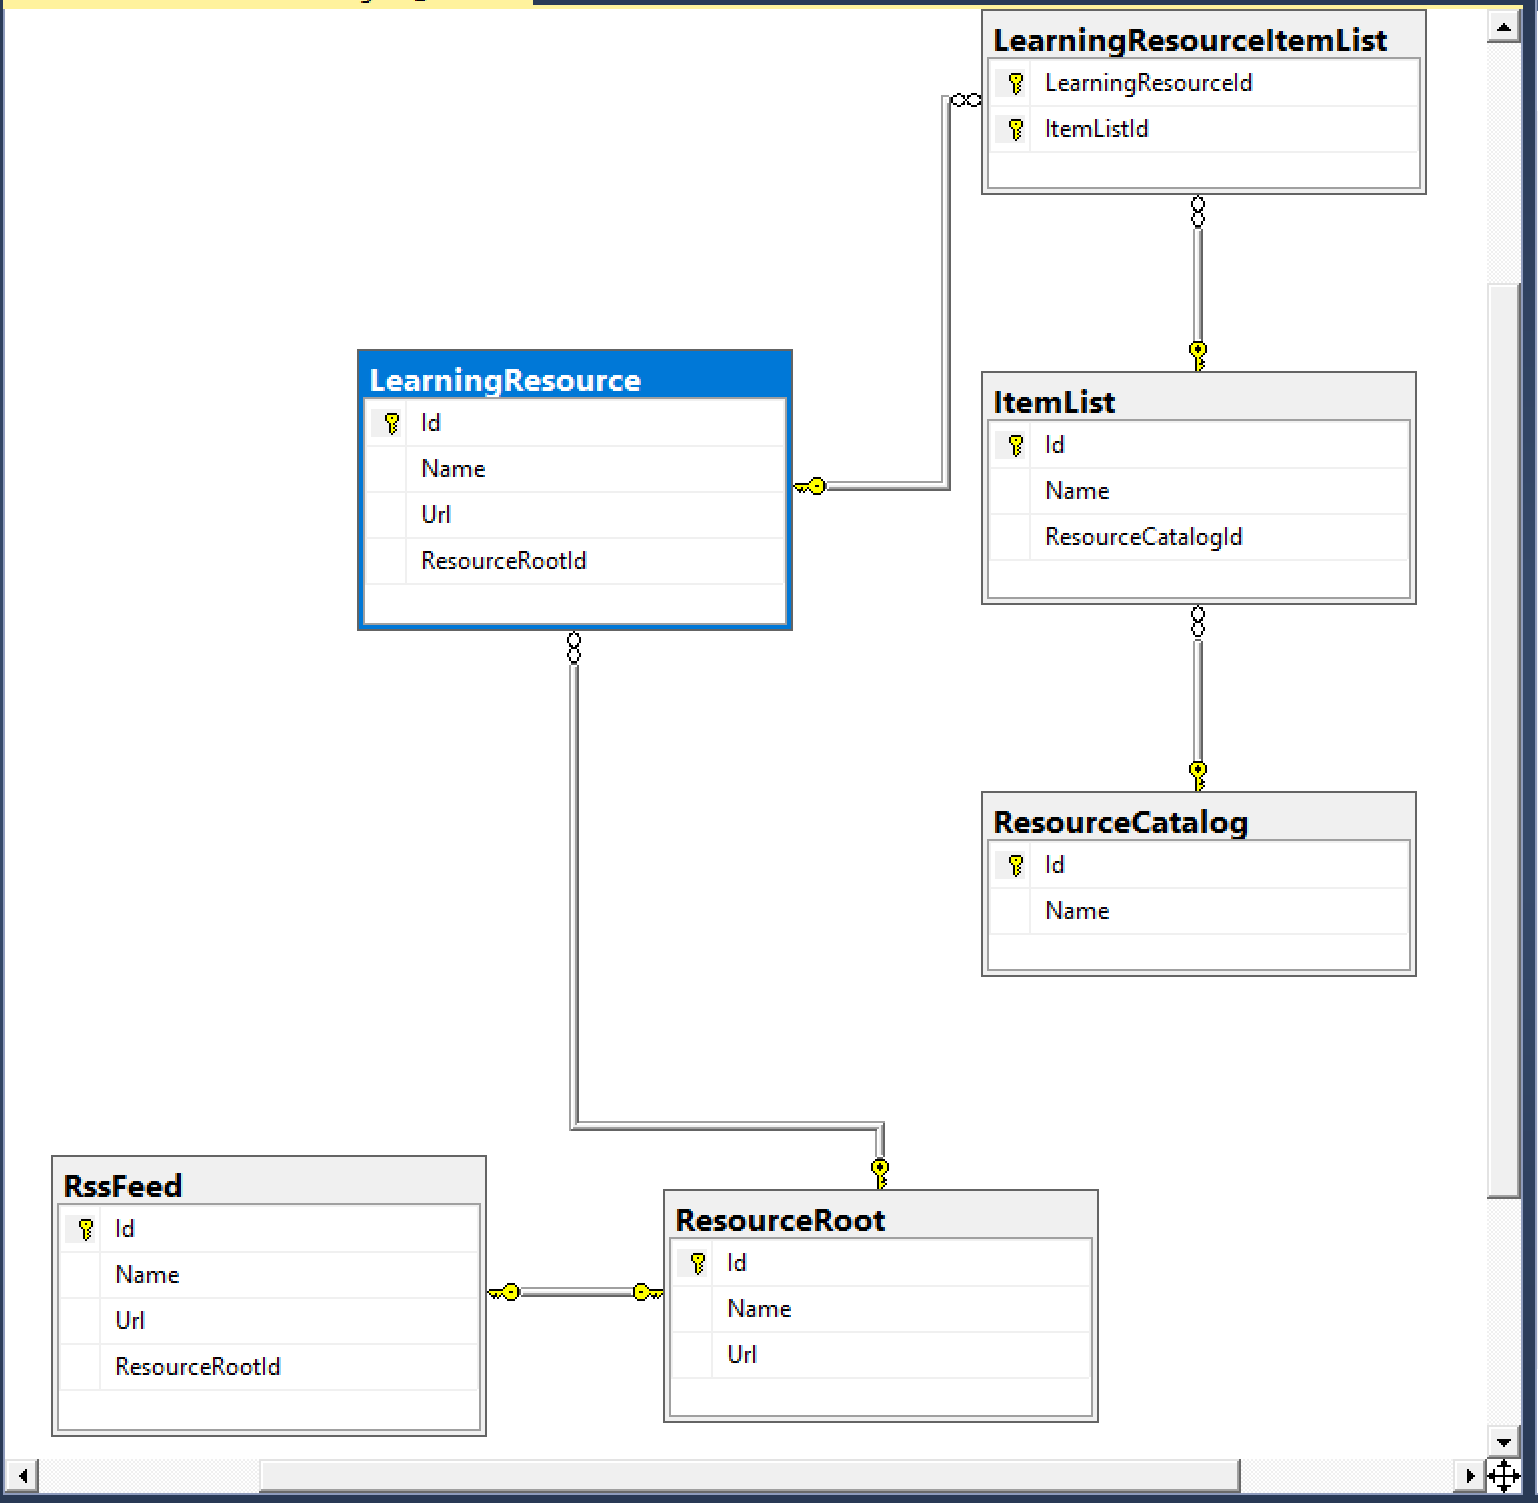 LearningResourceItemList
LearningResourceId
ItemListId
LearningResource
Id
Name
Url
ResourceRootId
ItemList
Id
Name
ResourceCatalogId
ResourceCatalog
Id
Name
RssFeed
Id
Name
Url
ResourceRootId
ResourceRoot
Id
Name
Url